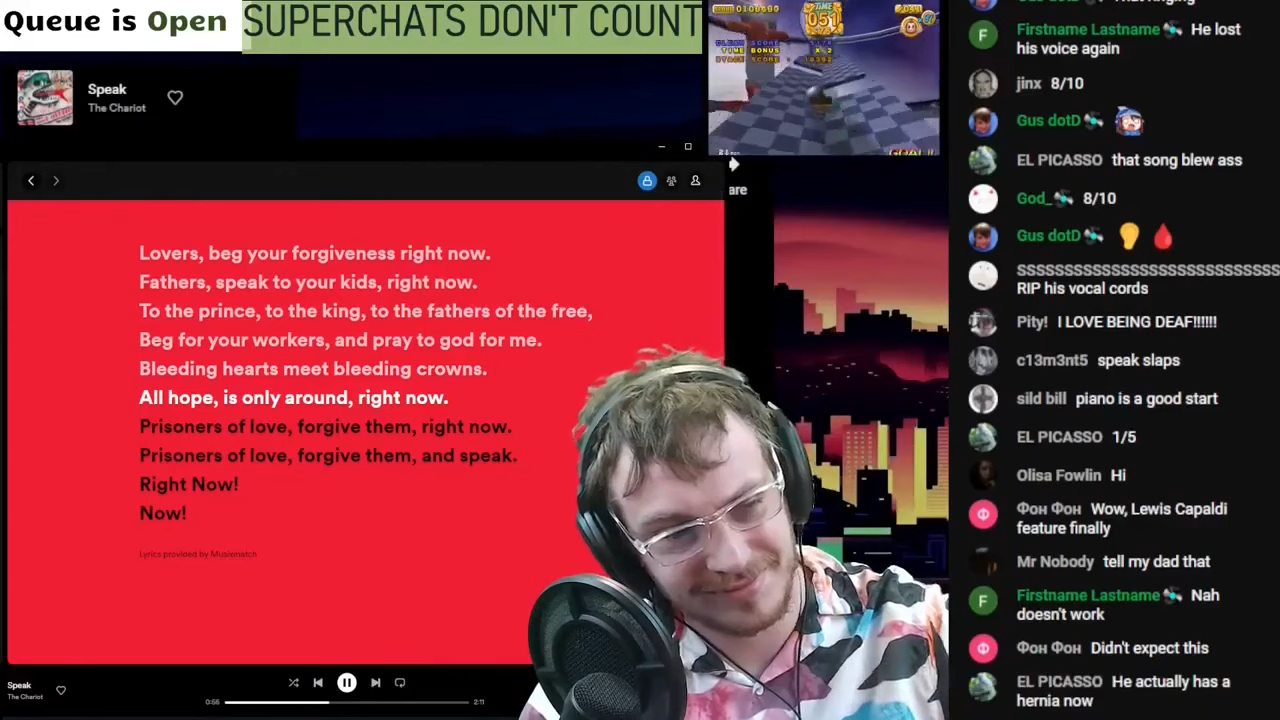 Queue is Open
SUPERCHATS DON'T COUNT
Speak
The Chariot
TIME
051
are
Lovers, beg your forgiveness right now.
Fathers, speak to your kids, right now.
To the prince, to the king, to the fathers of the free,
Beg for your workers, and pray to god for me.
Bleeding hearts meet bleeding crowns.
All hope, is only around, right now.
Prisoners of love, forgive them, right now.
Prisoners of love, forgive them, and speak.
Right Now!
Now!
Lyrics provided by Musixmatch
Speak
The Chariot
0:56
2:11
Firstname Lastname He lost
his voice again
jinx 8/10
Gus dotD
EL PICASSO that song blew ass
God_ 8/10
Gus dotD
RIP his vocal cords
Pity! I LOVE BEING DEAF!!!!!!
c13m3nt5 speak slaps
sild bill piano is a good start
EL PICASSO 1/5
Olisa Fowlin Hi
Фон Фон Wow, Lewis Capaldi
feature finally
Mr Nobody tell my dad that
Firstname Lastname Nah
doesn't work
Фон Фон Didn't expect this
EL PICASSO He actually has a
hernia now